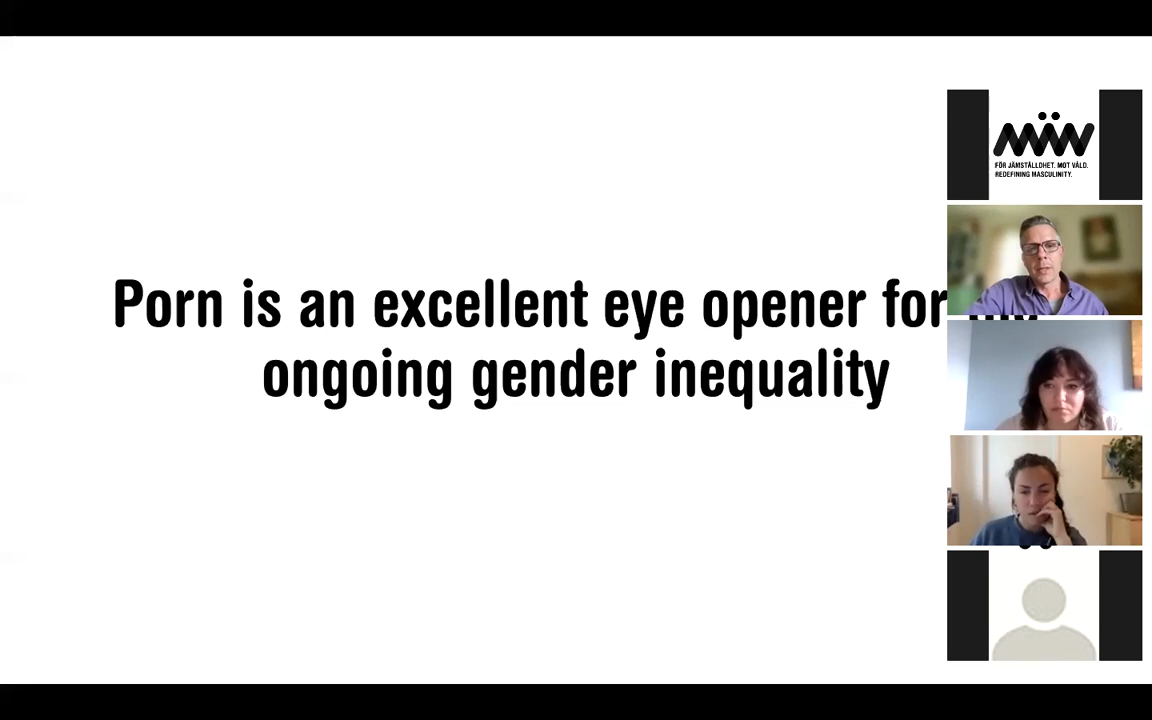 Porn is an excellent eye opener for
ongoing gender inequality
MÄN
FÖR JÄMSTÄLLDHET. MOT VÅLD.
REDEFINING MASCULINITY.